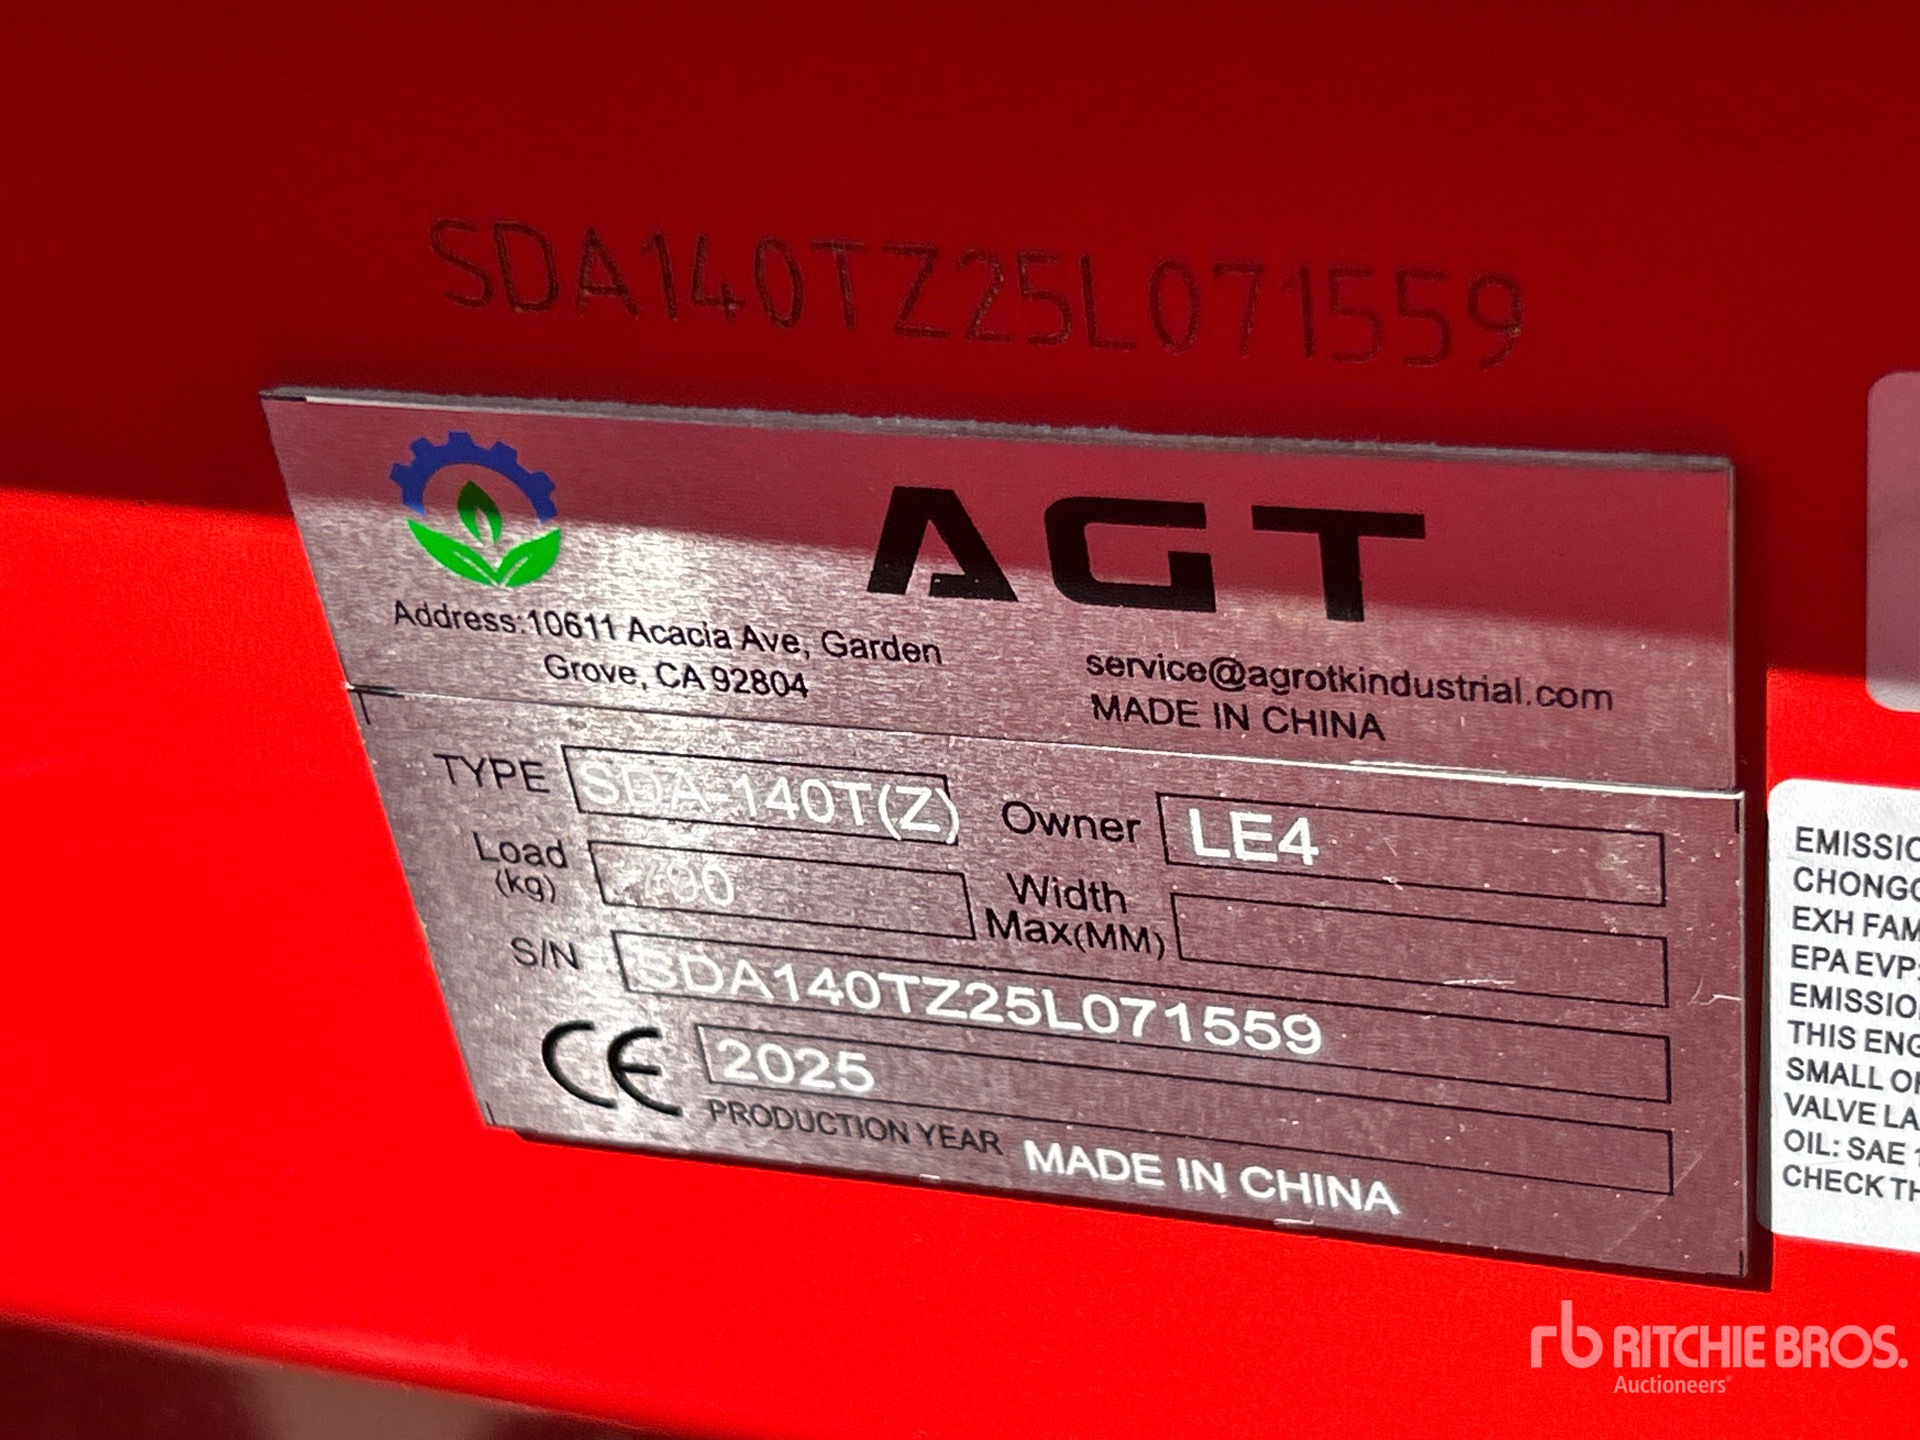 SDA140TZ25L071559
AGT
Address:10611 Acacia Ave, Garden
Grove, CA 92804
service@agrotkindustrial.com
MADE IN CHINA
TYPE SDA-140T(Z) Owner LE4
Load
(kg) 790
Width
Max(MM)
S/N SDA140TZ25L071559
CE 2025
PRODUCTION YEAR
MADE IN CHINA
EMISSIO
CHONGQ
EXH FAM
EPA EVP:
EMISSIO
THIS ENG
SMALL OF
VALVE LA
OIL: SAE 1
CHECK TH
rb RITCHIE BROS.
Auctioneers